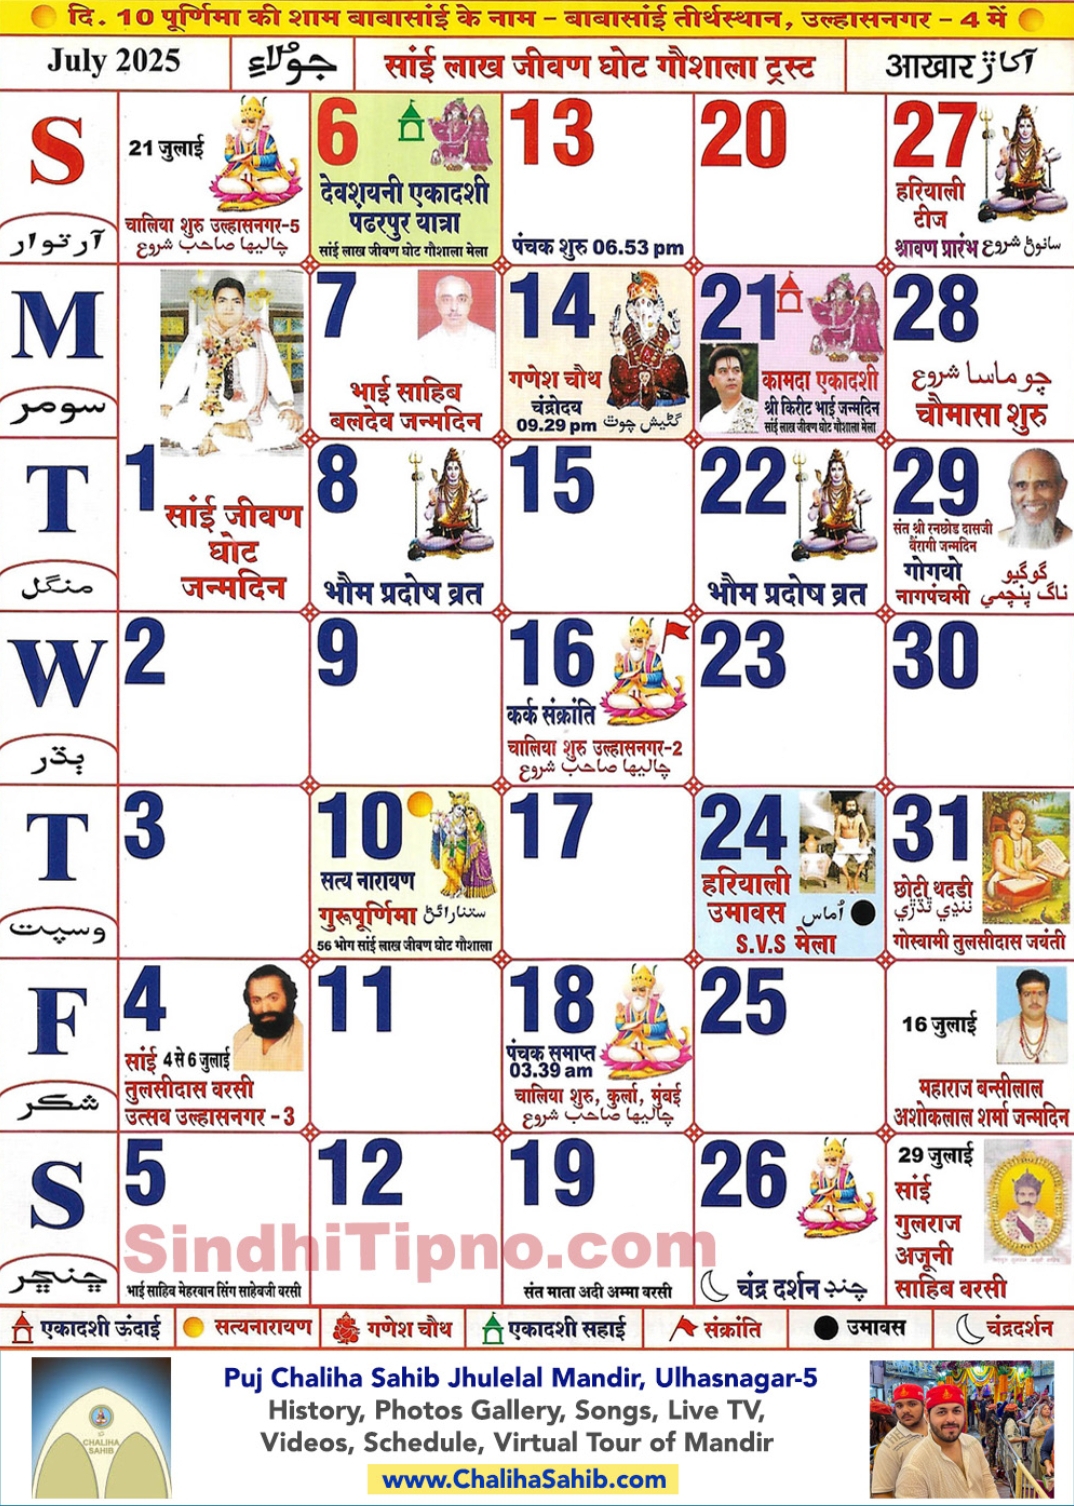 दि. 10 पूर्णिमा की शाम बाबासांई के नाम - बाबासांई तीर्थस्थान, उल्हासनगर - 4 में
July 2025
جولاءِ
सांई लाख जीवण घोट गौशाला ट्रस्ट
आखार آکاڙ
S
آرتوار
21 जुलाई
चालिया शुरु उल्हासनगर-5
چاليها صاحب شروع
6
देवशयनी एकादशी
पंढरपुर यात्रा
सांई लाख जीवण घोट गौशाला मेला
13
पंचक शुरु 06.53 pm
20
27
हरियाली
टीज
श्रावण प्रारंभ سانوڻ شروع
M
سومر
7
भाई साहिब
बलदेव जन्मदिन
14
गणेश चौथ
चंद्रोदय
09.29 pm گڻيش چوٿ
21
कामदा एकादशी
श्री किरीट भाई जन्मदिन
सांई लाख जीवण घोट गौशाला मेला
28
چوماسا شروع
चौमासा शुरु
T
منگل
1
सांई जीवण
घोट
जन्मदिन
8
भौम प्रदोष व्रत
15
22
भौम प्रदोष व्रत
29
संत श्री रनछोड दासजी
बैरागी जन्मदिन
गोगयो گوگيو
नागपंचमी ناگ پنچمي
W
ٻڌر
2
9
16
कर्क संक्रांति
चालिया शुरु उल्हासनगर-2
چاليها صاحب شروع
23
30
T
وسپت
3
10
सत्य नारायण
गुरूपूर्णिमा ستنارائڻ
56 भोग सांई लाख जीवण घोट गौशाला
17
24
हरियाली
उमावस اُماس
S.V.S मेला
31
छोटी थदडी
ننڍي ٿڌڙي
गोस्वामी तुलसीदास जयंती
F
شڪر
4
सांई 4 से 6 जुलाई
तुलसीदास वरसी
उत्सव उल्हासनगर - 3
11
18
पंचक समाप्त
03.39 am
चालिया शुरु, कुर्ला, मुंबई
چاليها صاحب شروع
25
16 जुलाई
महाराज बन्सीलाल
अशोकलाल शर्मा जन्मदिन
S
ڇنڇر
5
भाई साहिब मेहरबान सिंग साहेबजी वरसी
12
19
संत माता अदी अम्मा वरसी
26
चंद्र दर्शन چنڊ
29 जुलाई
सांई
गुलराज
अजूनी
साहिब वरसी
SindhiTipno.com
एकादशी ऊंदाई
सत्यनारायण
गणेश चौथ
एकादशी सहाई
संक्रांति
उमावस
चंद्रदर्शन
CHALIHA
SAHIB
Puj Chaliha Sahib Jhulelal Mandir, Ulhasnagar-5
History, Photos Gallery, Songs, Live TV,
Videos, Schedule, Virtual Tour of Mandir
www.ChalihaSahib.com